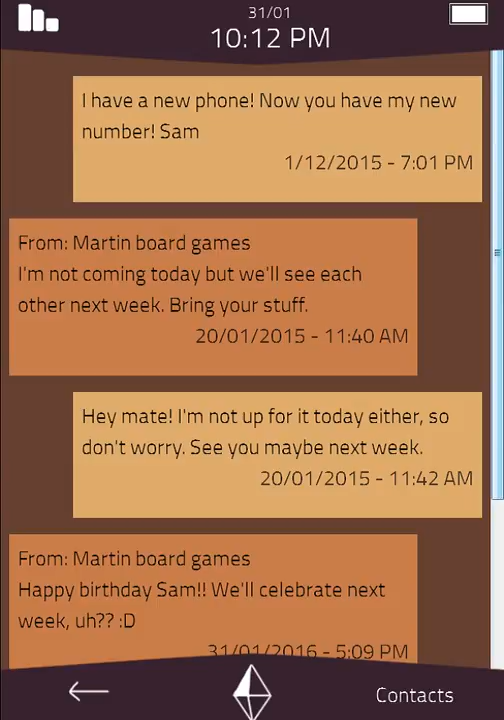 31/01
10:12 PM
I have a new phone! Now you have my new
number! Sam
1/12/2015 - 7:01 PM
From: Martin board games
I'm not coming today but we'll see each
other next week. Bring your stuff.
20/01/2015 - 11:40 AM
Hey mate! I'm not up for it today either, so
don't worry. See you maybe next week.
20/01/2015 - 11:42 AM
From: Martin board games
Happy birthday Sam!! We'll celebrate next
week, uh?? :D
31/01/2016 - 5:09 PM
Contacts